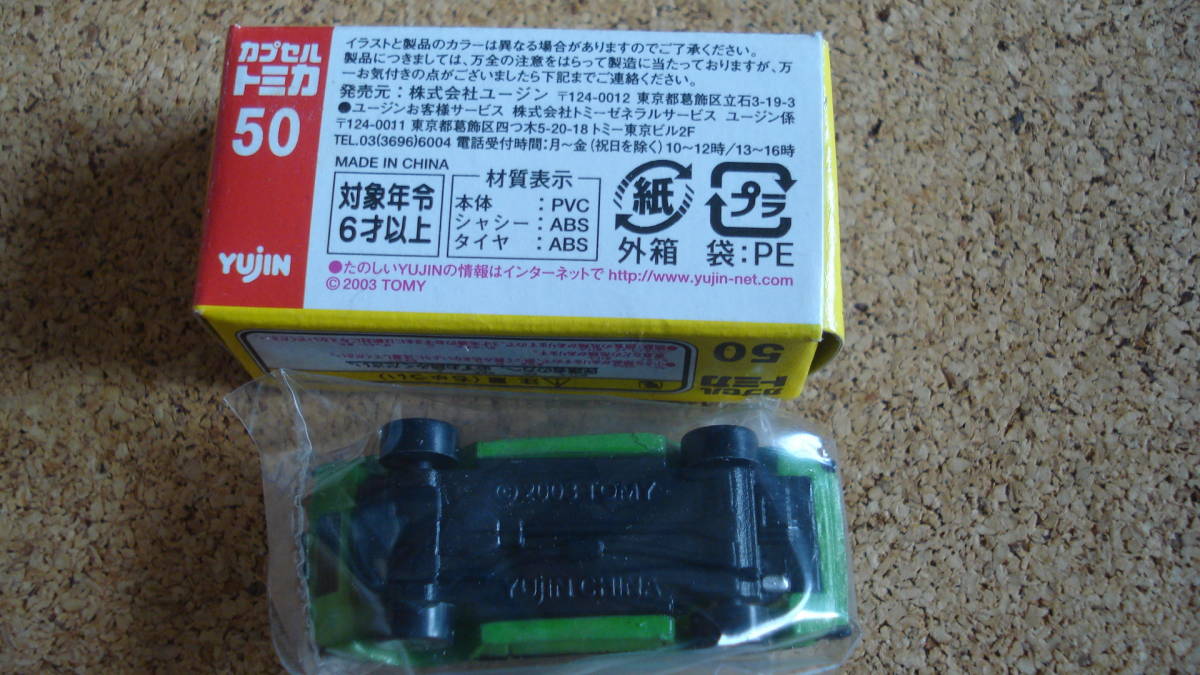 カプセル
トミカ
50
YUJIN
イラストと製品のカラーは異なる場合がありますのでご了承ください。
製品につきましては、万全の注意をはらって製造に当たっておりますが、万
一お気付きの点がございましたら下記までご連絡ください。
発売元：株式会社ユージン 〒124-0012 東京都葛飾区立石3-19-3
●ユージンお客様サービス 株式会社トミーゼネラルサービス ユージン係
〒124-0011 東京都葛飾区四つ木5-20-18 トミー東京ビル2F
TEL.03(3696)6004 電話受付時間：月～金(祝日を除く)10～12時/13～16時
MADE IN CHINA
対象年令
6才以上
材質表示
本体 ：PVC
シャシー：ABS
タイヤ ：ABS
紙
外箱
プラ
袋：PE
●たのしいYUJINの情報はインターネットで http://www.yujin-net.com
© 2003 TOMY
50
カプセル
トミカ
©2003 TOMY
YUJIN CHINA